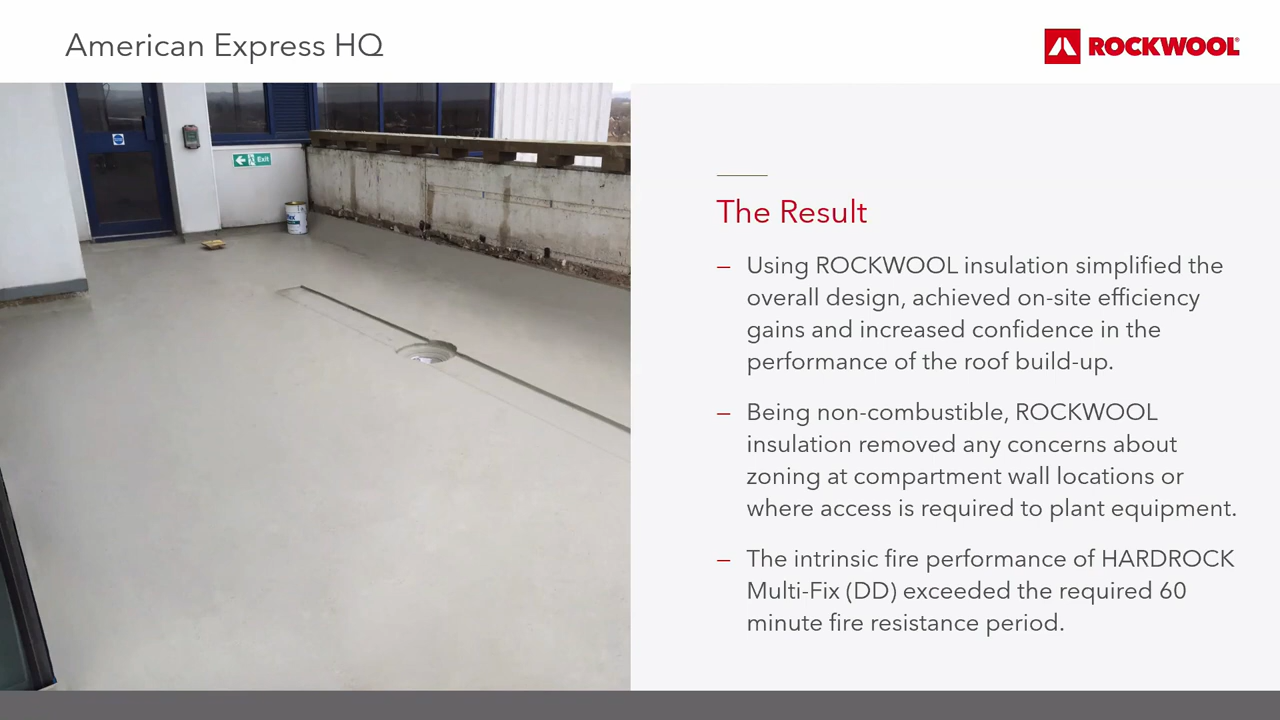 American Express HQ
ROCKWOOL®
Exit
The Result
– Using ROCKWOOL insulation simplified the
overall design, achieved on-site efficiency
gains and increased confidence in the
performance of the roof build-up.
– Being non-combustible, ROCKWOOL
insulation removed any concerns about
zoning at compartment wall locations or
where access is required to plant equipment.
– The intrinsic fire performance of HARDROCK
Multi-Fix (DD) exceeded the required 60
minute fire resistance period.